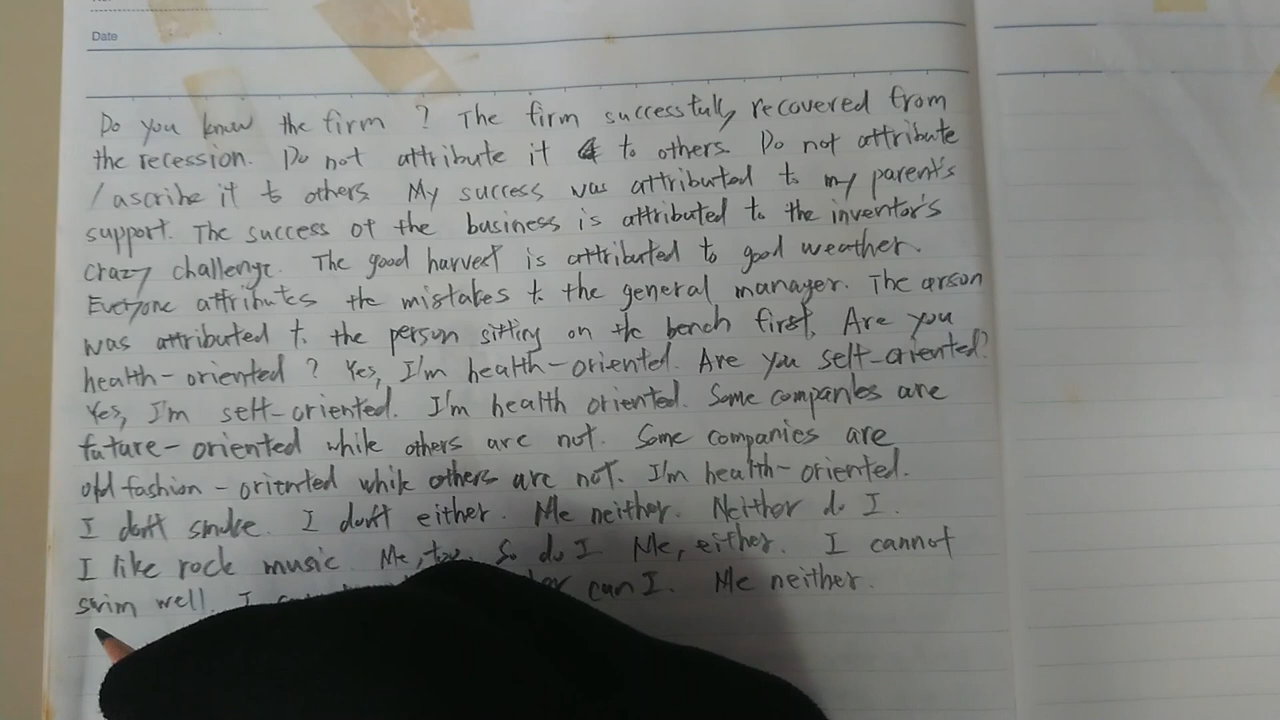 Date
Do you know the firm ? The firm successfully recovered from
the recession. Do not attribute it to others. Do not attribute
/ ascribe it to others. My success was attributed to my parent's
support. The success of the business is attributed to the inventor's
crazy challenge. The good harvest is attributed to good weather.
Everyone attributes the mistakes to the general manager. The arson
was attributed to the person sitting on the bench first. Are you
health-oriented ? Yes, I'm health-oriented. Are you self-oriented?
Yes, I'm self-oriented. I'm health oriented. Some companies are
future-oriented while others are not. Some companies are
old fashion-oriented while others are not. I'm health-oriented.
I don't smoke. I don't either. Me neither. Neither do I.
I like rock music. Me, too. So do I. Me, either. I cannot
swim well. I can I. Me neither.